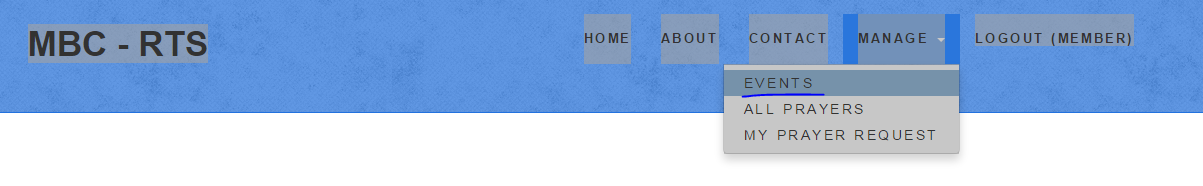 MBC - RTS
HOME ABOUT CONTACT MANAGE LOGOUT (MEMBER)
EVENTS
ALL PRAYERS
MY PRAYER REQUEST